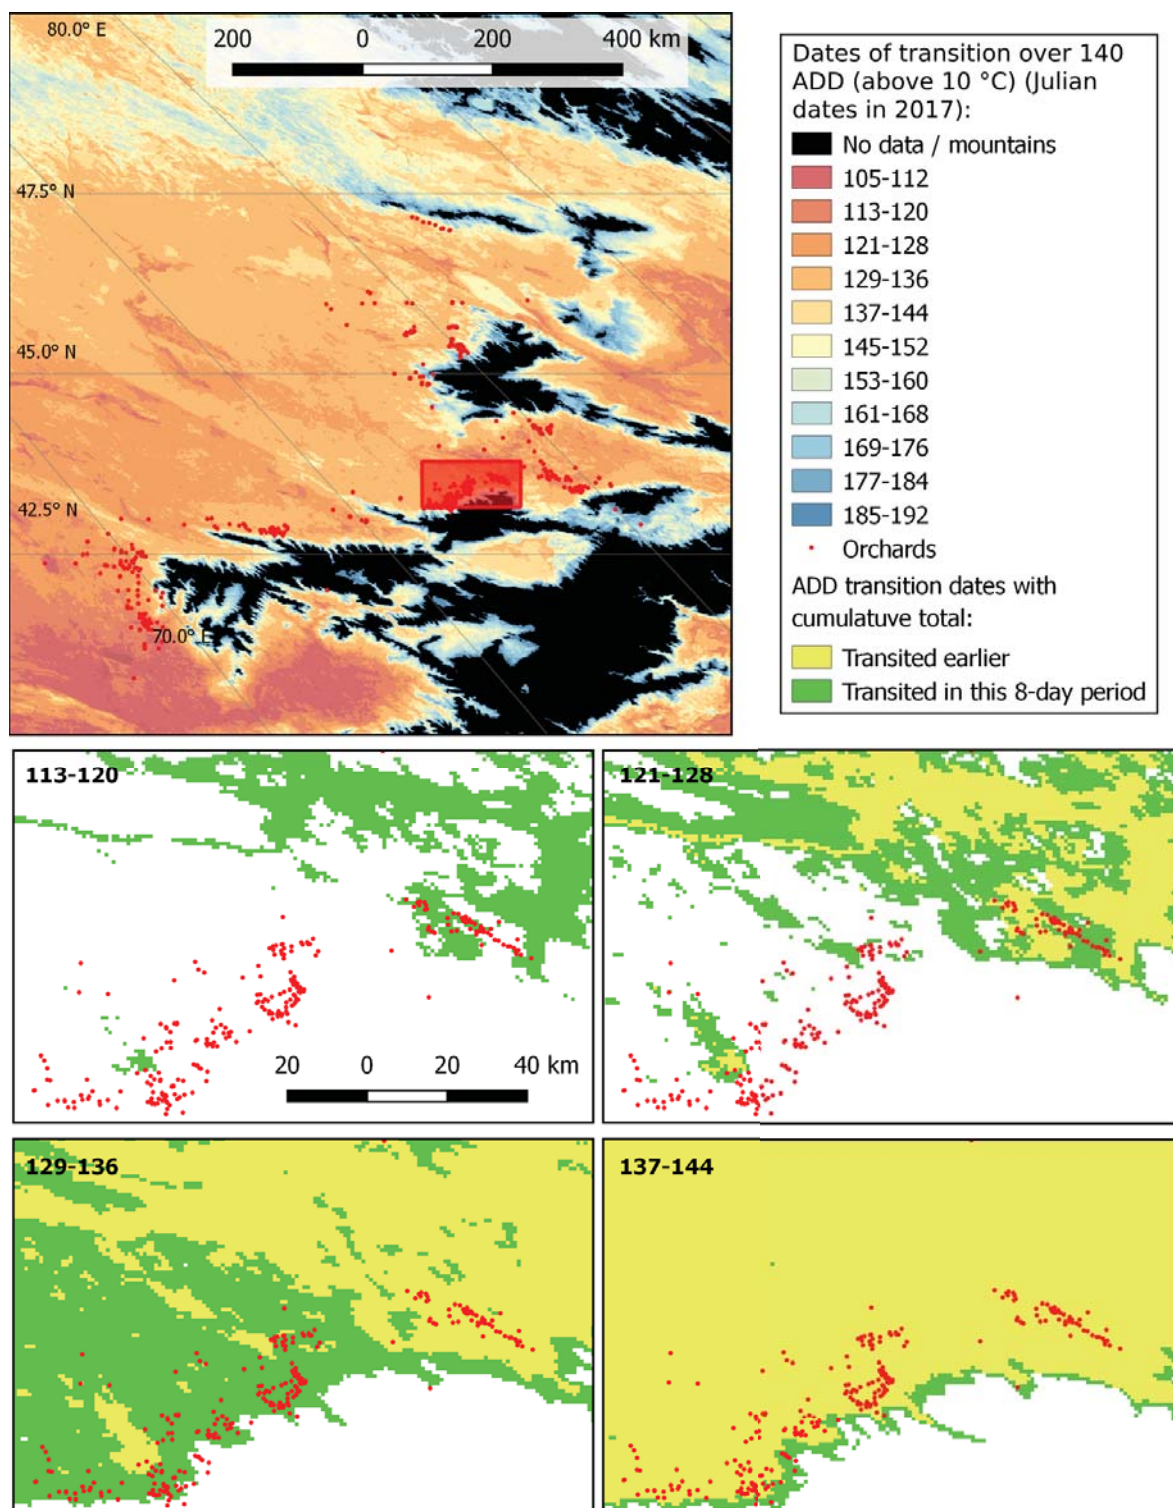 80.0° E
200 0 200 400 km
47.5° N
45.0° N
42.5° N
70.0° E
Dates of transition over 140
ADD (above 10 °C) (Julian
dates in 2017):
No data / mountains
105-112
113-120
121-128
129-136
137-144
145-152
153-160
161-168
169-176
177-184
185-192
Orchards
ADD transition dates with
cumulatuve total:
Transited earlier
Transited in this 8-day period
113-120
20 0 20 40 km
121-128
129-136
137-144